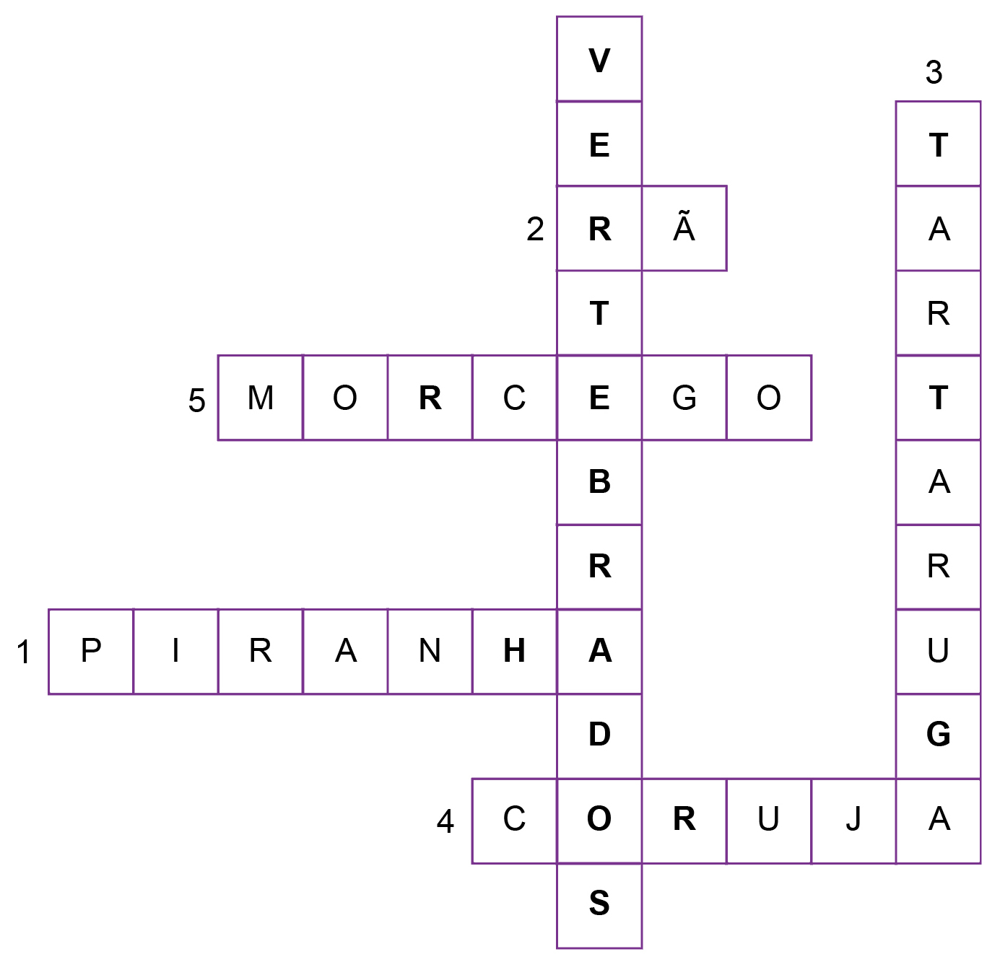 V
3
E T
2 R Ã A
T R
5 M O R C E G O T
B A
R R
1 P I R A N H A U
D G
4 C O R U J A
S